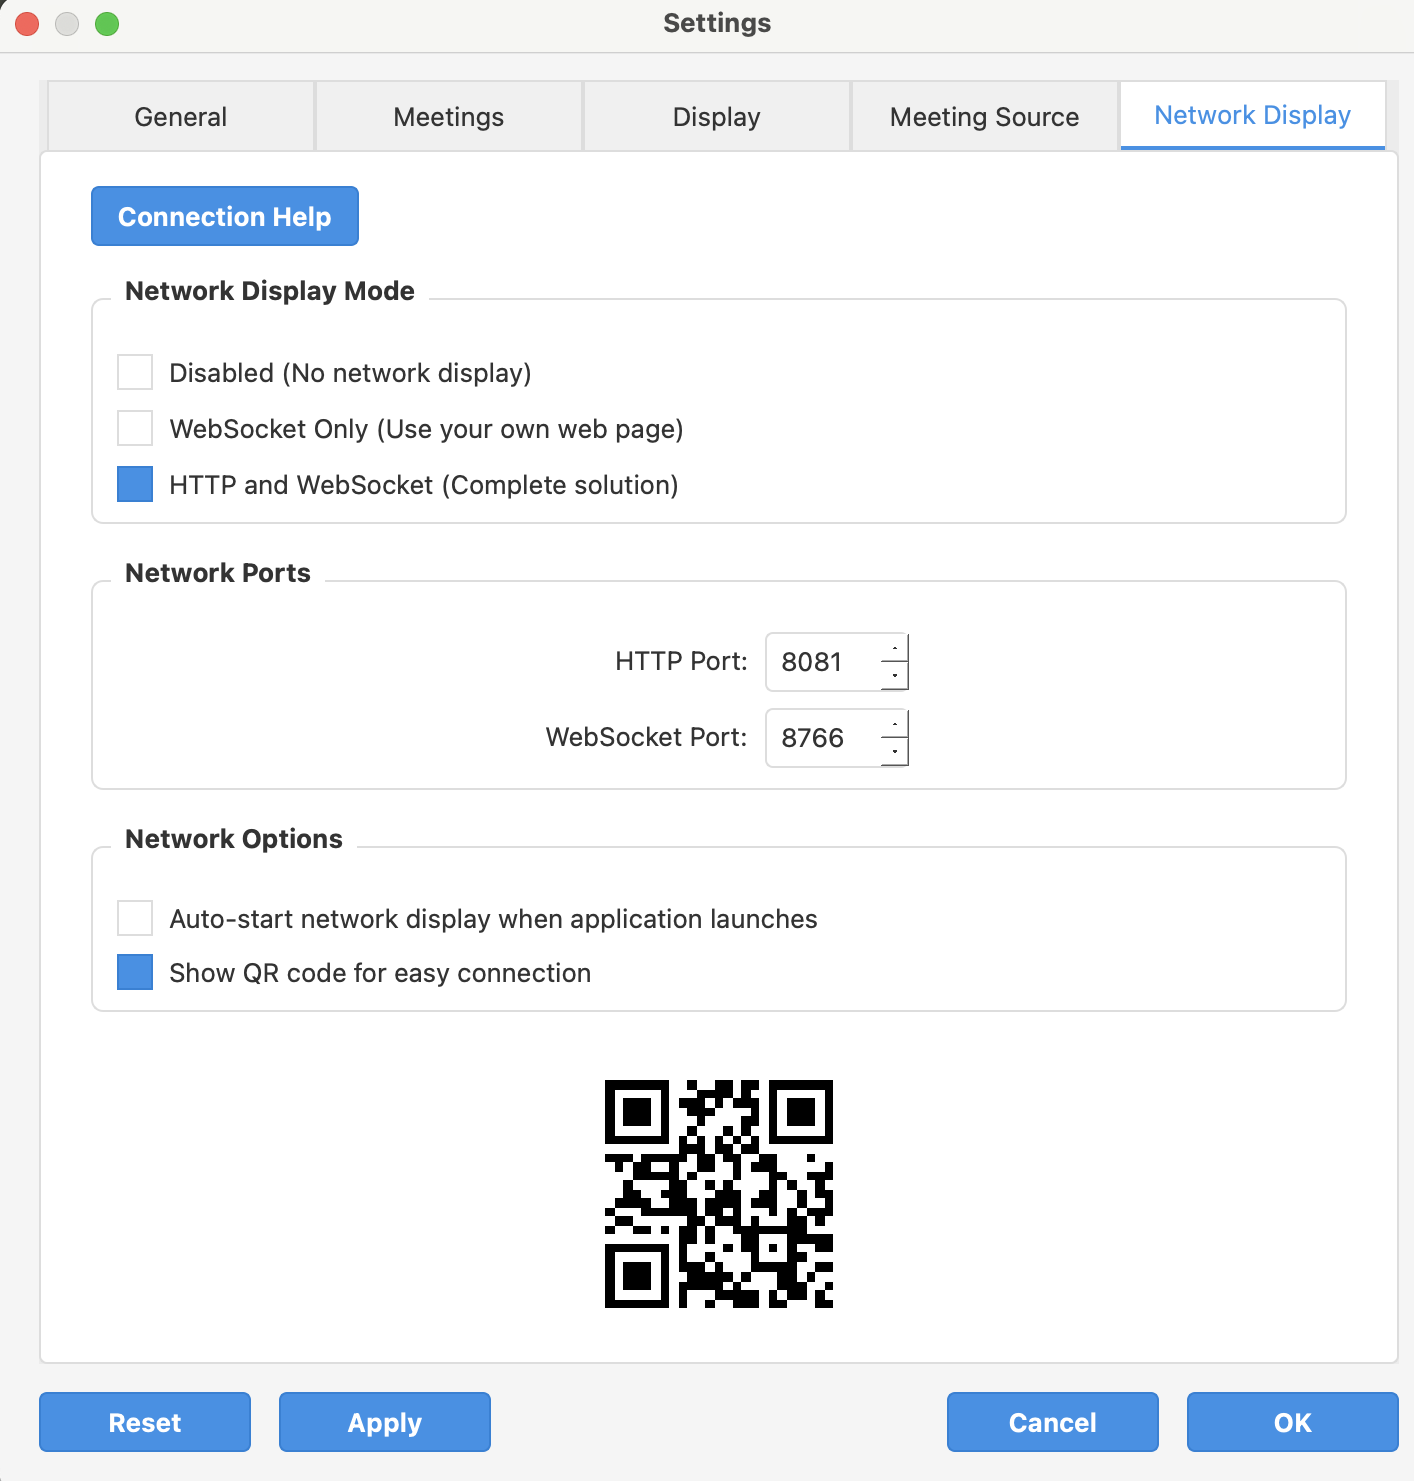 Settings
General
Meetings
Display
Meeting Source
Network Display
Connection Help
Network Display Mode
Disabled (No network display)
WebSocket Only (Use your own web page)
HTTP and WebSocket (Complete solution)
Network Ports
HTTP Port: 8081
WebSocket Port: 8766
Network Options
Auto-start network display when application launches
Show QR code for easy connection
Reset
Apply
Cancel
OK